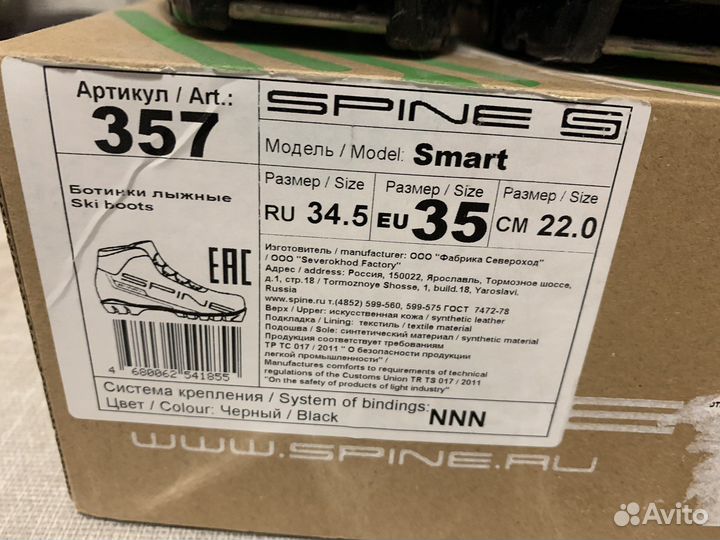 Артикул / Art.:
357
SPINE S
Модель / Model: Smart
Размер / Size
RU 34.5
Размер / Size
EU 35
Размер / Size
CM 22.0
Ботинки лыжные
Ski boots
EAC
SPINE
Изготовитель / manufacturer: ООО "Фабрика Североход"
/ ООО "Severokhod Factory"
Адрес / address: Россия, 150022, Ярославль, Тормозное шоссе,
д.1, стр.18 / Tormoznoye Shosse, 1, build.18, Yaroslavl,
Russia
www.spine.ru т.(4852) 599-560, 599-575 ГОСТ 7472-78
Верх / Upper: искусственная кожа / synthetic leather
Подкладка / Lining: текстиль / textile material
Подошва / Sole: синтетический материал / synthetic material
Продукция соответствует требованиям
ТР ТС 017 / 2011 " О безопасности продукции
легкой промышленности" /
Manufactures comforts to requirements of technical
regulations of the Customs Union TR TS 017 / 2011
"On the safety of products of light industry"
4 680062 541855
Система крепления / System of bindings: NNN
Цвет / Colour: Черный / Black
WWW.SPINE.RU
Avito